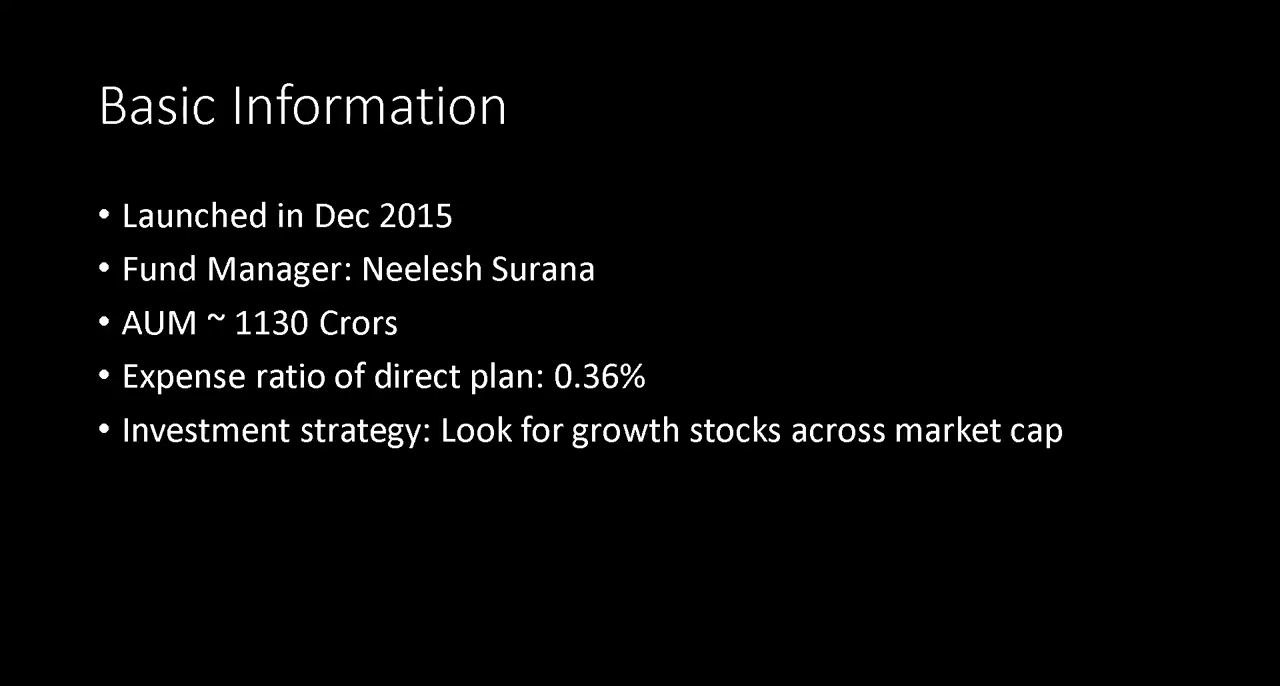 Basic Information
• Launched in Dec 2015
• Fund Manager: Neelesh Surana
• AUM ~ 1130 Crors
• Expense ratio of direct plan: 0.36%
• Investment strategy: Look for growth stocks across market cap